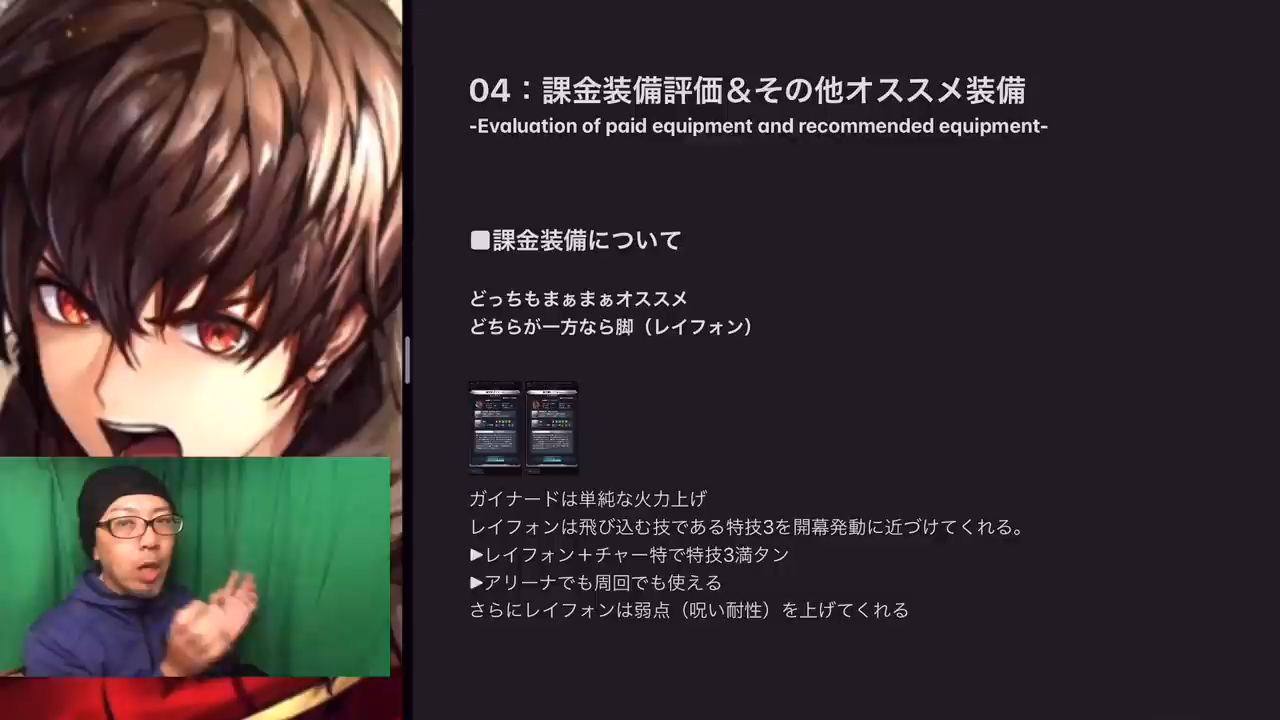 04：課金装備評価＆その他オススメ装備
-Evaluation of paid equipment and recommended equipment-
■課金装備について
どっちもまぁまぁオススメ
どちらが一方なら脚（レイフォン）
ガイナードは単純な火力上げ
レイフォンは飛び込む技である特技3を開幕発動に近づけてくれる。
▶レイフォン＋チャー特で特技3満タン
▶アリーナでも周回でも使える
さらにレイフォンは弱点（呪い耐性）を上げてくれる